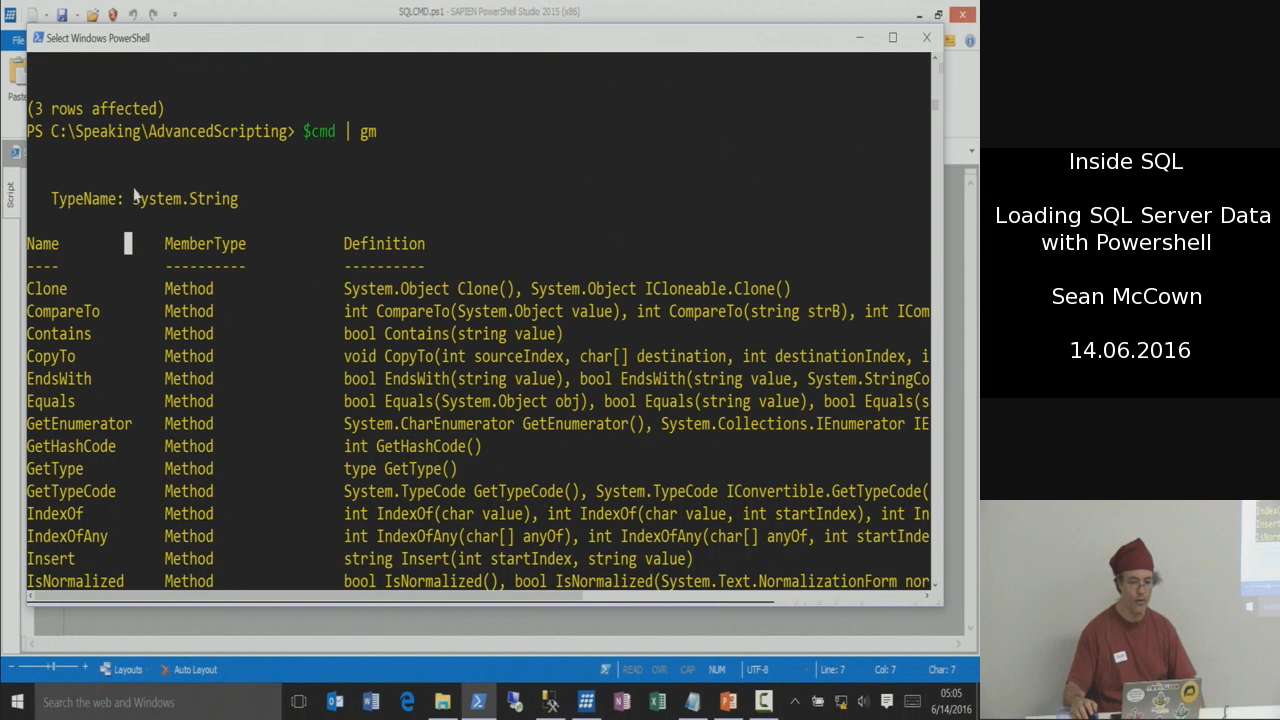 SQLCMD.ps1 - SAPIEN PowerShell Studio 2015 (x86)
File
Select Windows PowerShell
Paste
Script
(3 rows affected)
PS C:\Speaking\AdvancedScripting> $cmd | gm
TypeName: System.String
Name MemberType Definition
---- ---------- ----------
Clone Method System.Object Clone(), System.Object ICloneable.Clone()
CompareTo Method int CompareTo(System.Object value), int CompareTo(string strB), int ICom
Contains Method bool Contains(string value)
CopyTo Method void CopyTo(int sourceIndex, char[] destination, int destinationIndex, i
EndsWith Method bool EndsWith(string value), bool EndsWith(string value, System.StringCo
Equals Method bool Equals(System.Object obj), bool Equals(string value), bool Equals(s
GetEnumerator Method System.CharEnumerator GetEnumerator(), System.Collections.IEnumerator IE
GetHashCode Method int GetHashCode()
GetType Method type GetType()
GetTypeCode Method System.TypeCode GetTypeCode(), System.TypeCode IConvertible.GetTypeCode(
IndexOf Method int IndexOf(char value), int IndexOf(char value, int startIndex), int In
IndexOfAny Method int IndexOfAny(char[] anyOf), int IndexOfAny(char[] anyOf, int startInde
Insert Method string Insert(int startIndex, string value)
IsNormalized Method bool IsNormalized(), bool IsNormalized(System.Text.NormalizationForm nor
Layouts Auto Layout READ OVR CAP NUM UTF-8 Line: 7 Col: 7 Char: 7
Search the web and Windows
05:05
6/14/2016
Inside SQL
Loading SQL Server Data
with Powershell
Sean McCown
14.06.2016